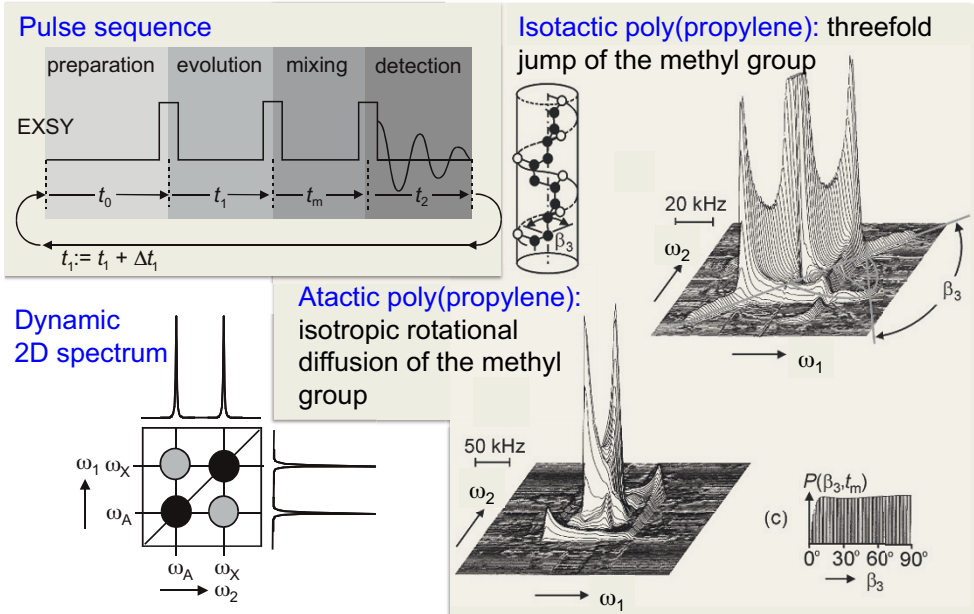 Pulse sequence
preparation evolution mixing detection
EXSY
t0 t1 tm t2
t1:= t1 + Δt1
Isotactic poly(propylene): threefold
jump of the methyl group
β3
20 kHz
ω2
β3
ω1
Dynamic
2D spectrum
ω1 ωX
ωA
ωA ωX
ω2
Atactic poly(propylene):
isotropic rotational
diffusion of the methyl
group
50 kHz
ω2
ω1
(c)
P(β3,tm)
0° 30° 60° 90°
β3